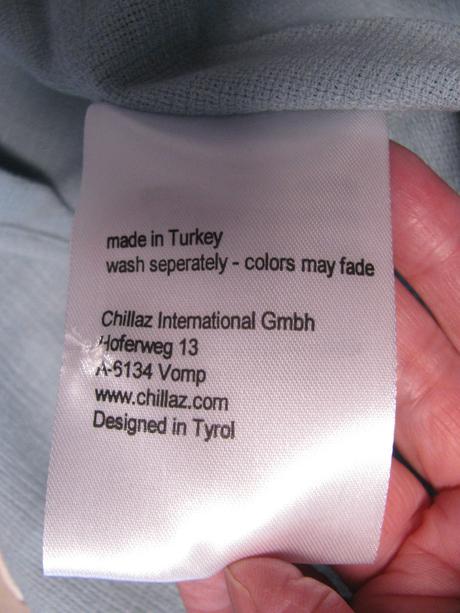 made in Turkey
wash seperately - colors may fade
Chillaz International Gmbh
Hoferweg 13
A-6134 Vomp
www.chillaz.com
Designed in Tyrol